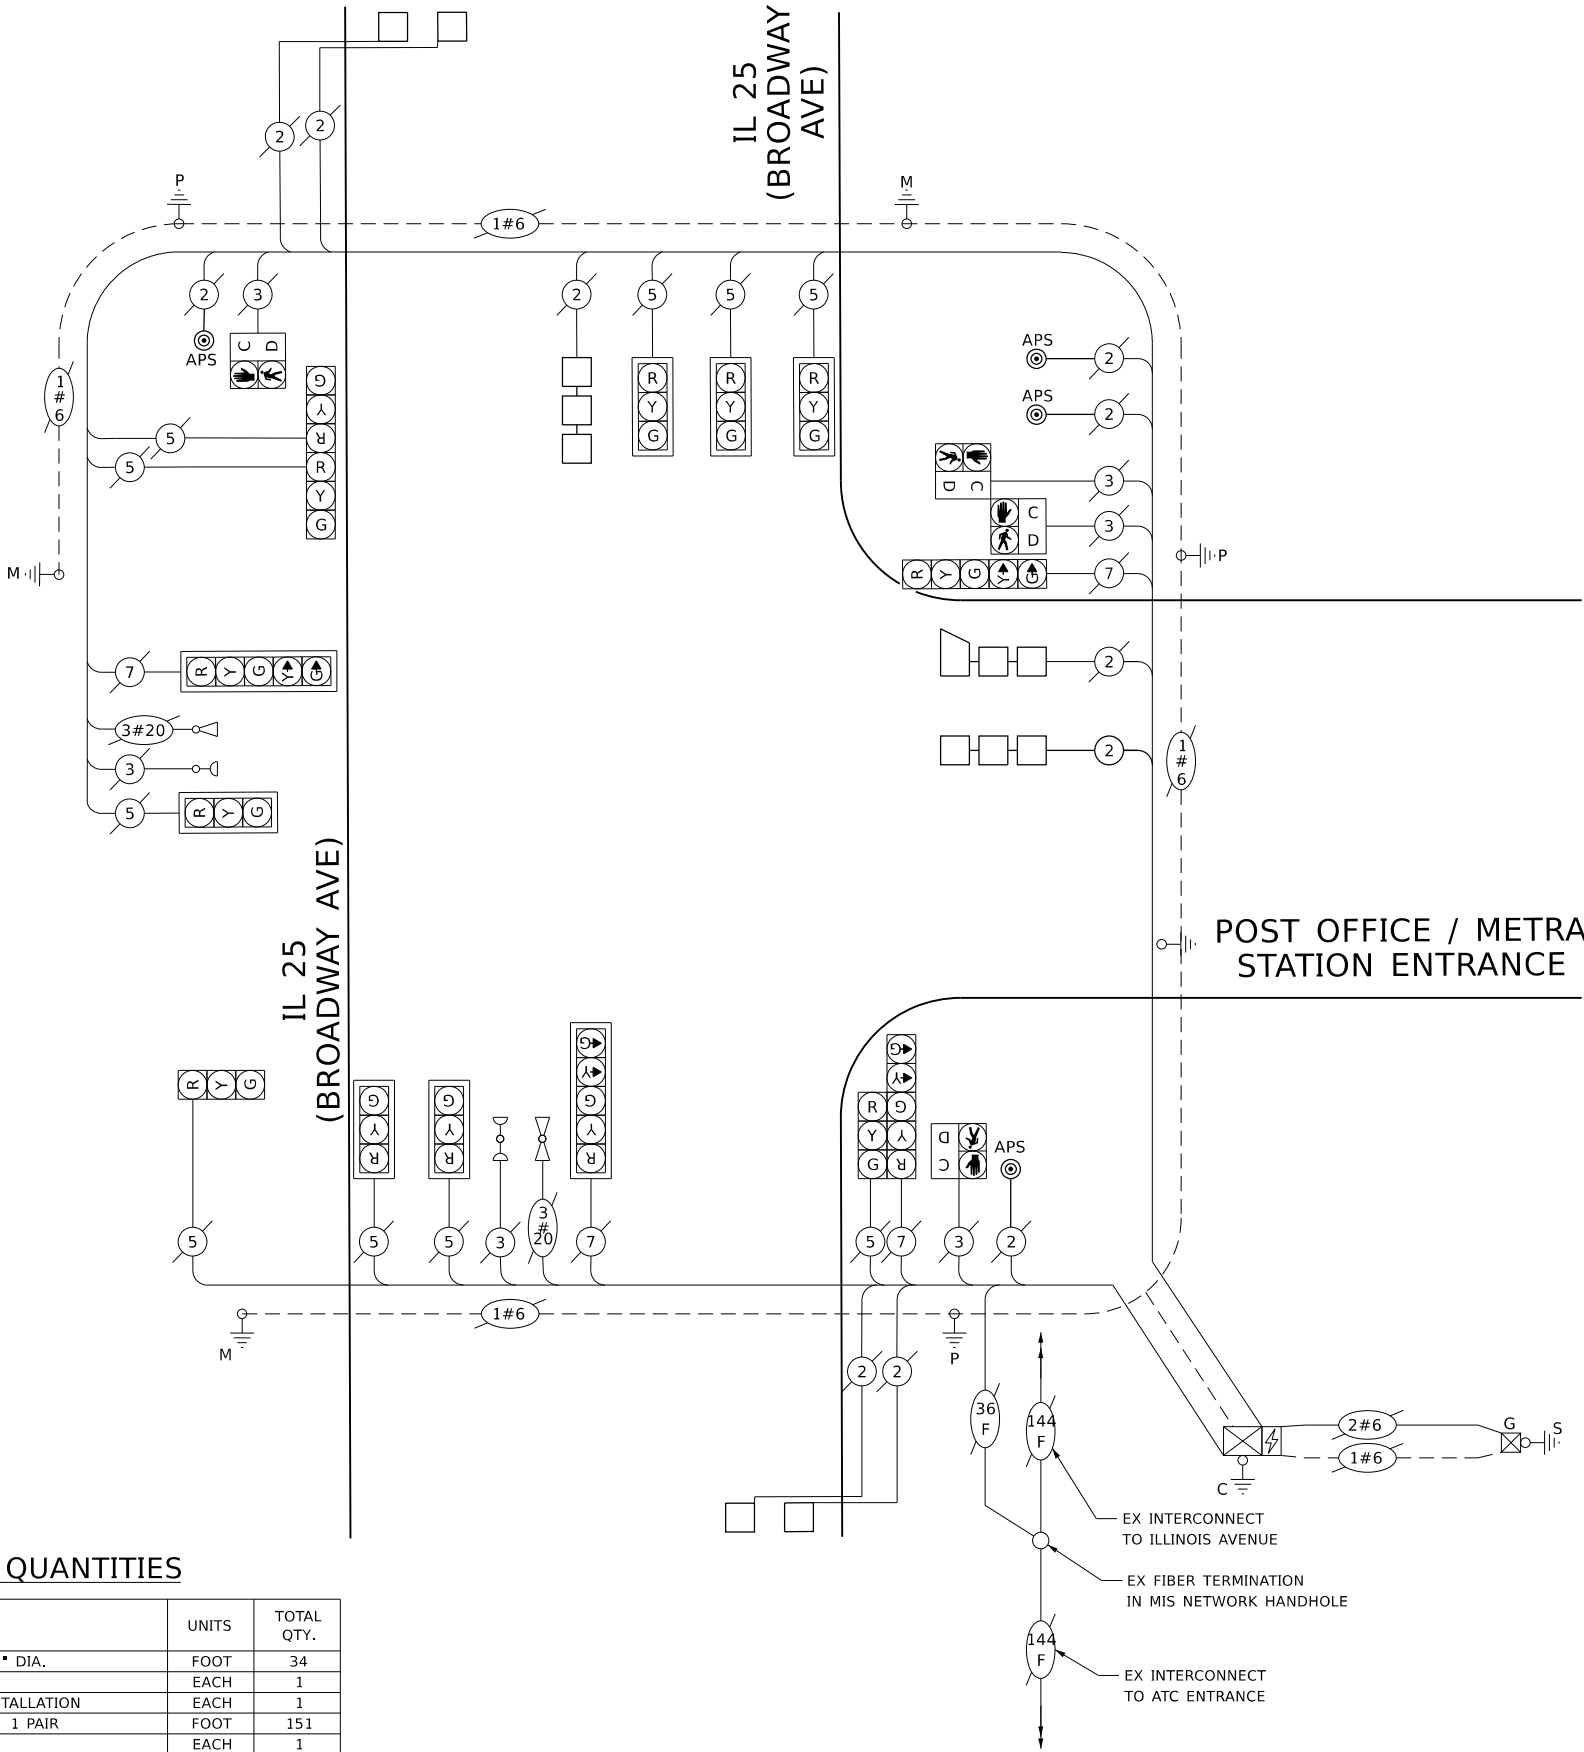 IL 25
(BROADWAY
AVE)
2
2
P
1#6
M
2
3
2
5
5
5
APS
C D
R
Y
G
R
Y
G
R
Y
G
1
#
6
5
5
G
Y
R
R
Y
G
M
APS
2
APS
2
D C
3
C
D
3
R Y G Y G
7
P
2
2
1
#
6
7
R Y G Y G
3#20
3
5
R Y G
IL 25
(BROADWAY AVE)
POST OFFICE / METRA
STATION ENTRANCE
R Y G
G
Y
R
G
Y
R
G
Y
G
Y
R
G
Y
R G
Y Y
G R
D
C
APS
5
5
5
3
3
#
20
7
5
7
3
2
M
1#6
P
2
2
36
F
144
F
2#6
1#6
G
S
C
EX INTERCONNECT
TO ILLINOIS AVENUE
EX FIBER TERMINATION
IN MIS NETWORK HANDHOLE
144
F
EX INTERCONNECT
TO ATC ENTRANCE
QUANTITIES
UNITS
TOTAL
QTY.
" DIA. FOOT 34
EACH 1
TALLATION EACH 1
1 PAIR FOOT 151
EACH 1